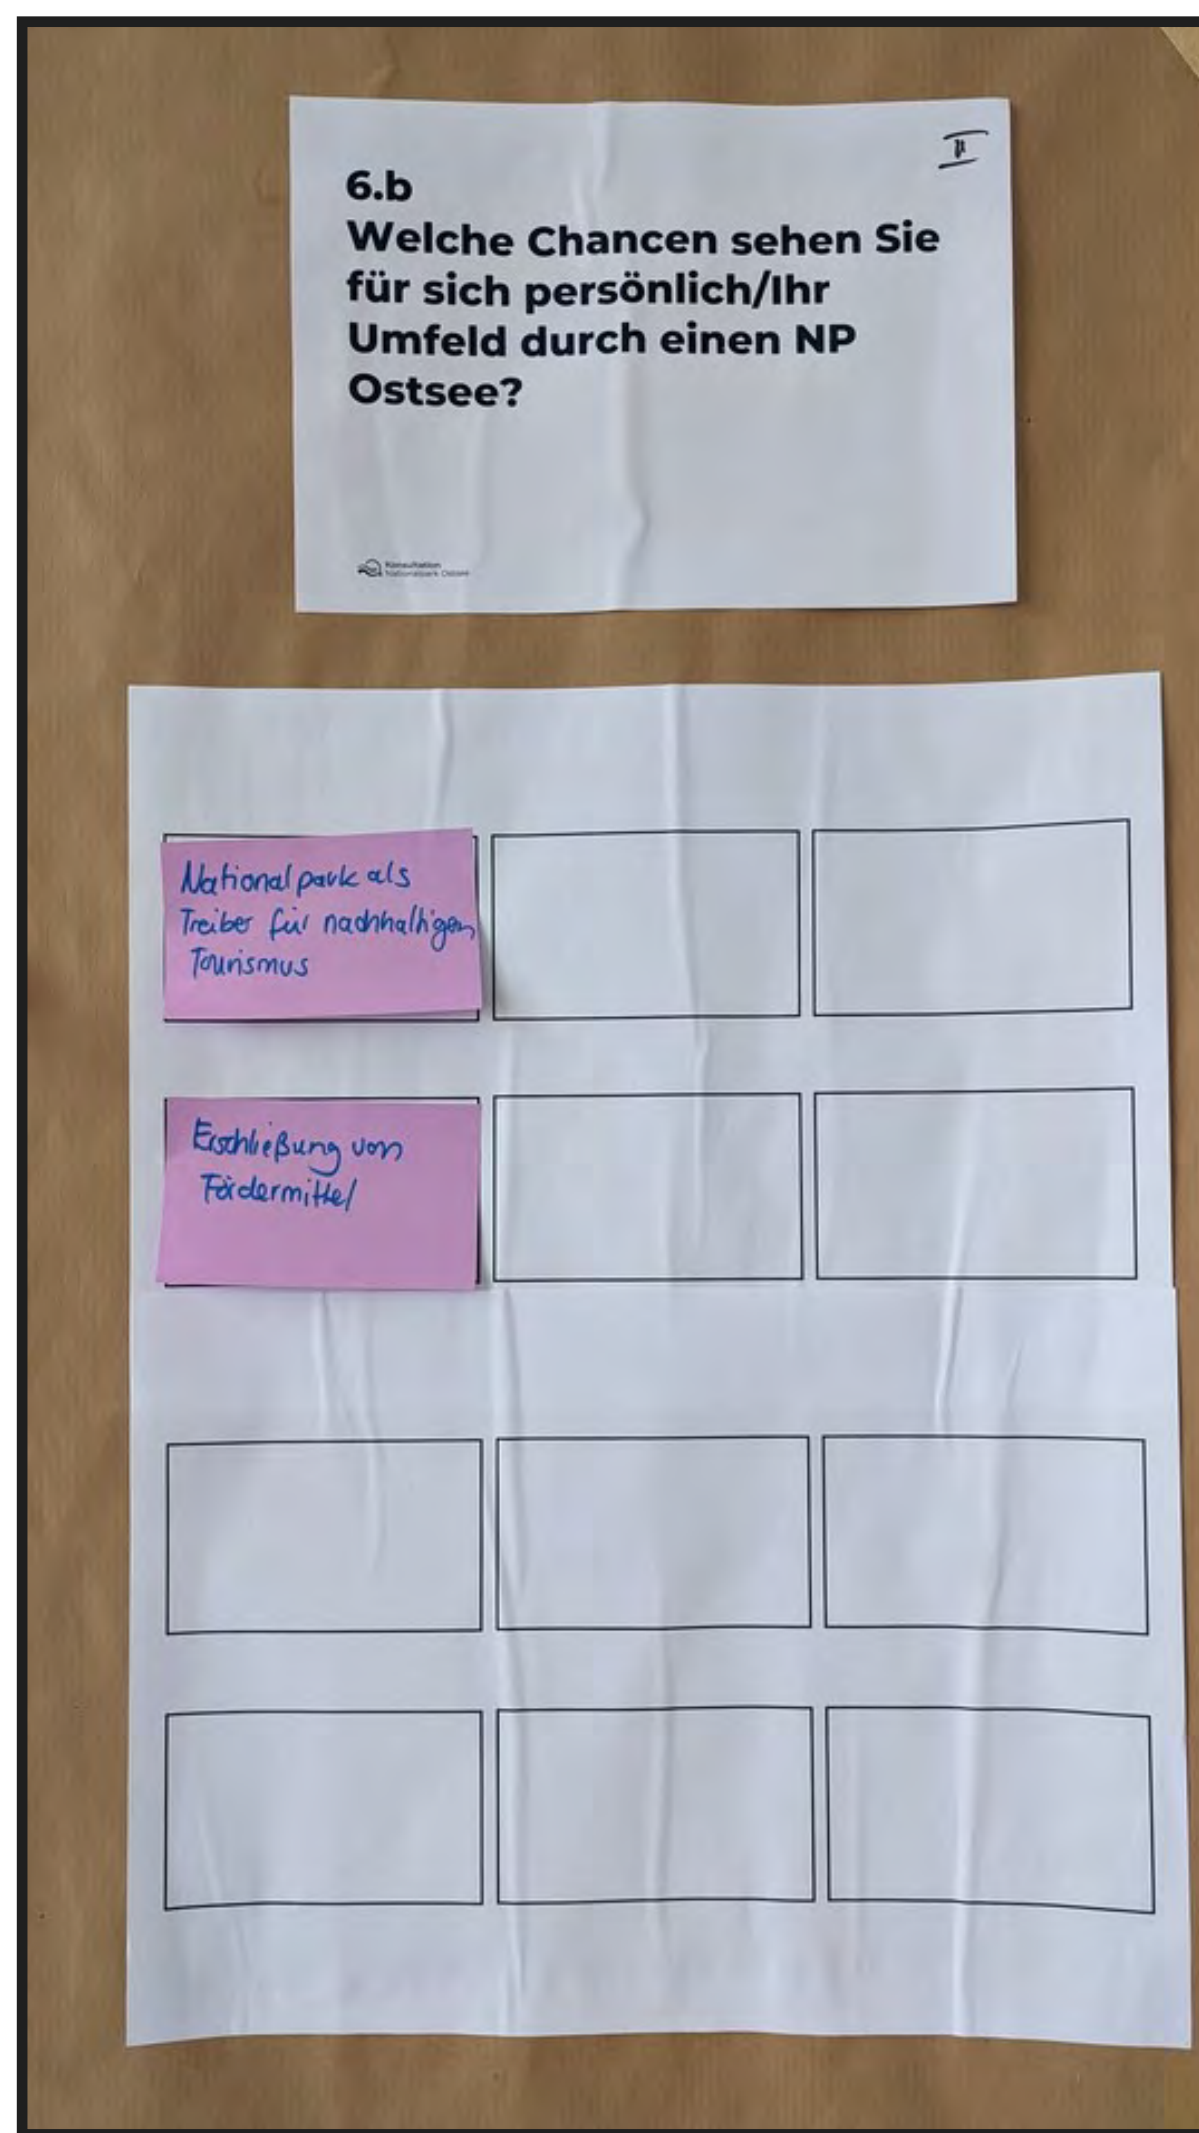 II
6.b
Welche Chancen sehen Sie
für sich persönlich/Ihr
Umfeld durch einen NP
Ostsee?
Konsultation
Nationalpark Ostsee
Nationalpark als
Treiber für nachhaltigen
Tourismus
Erschließung von
Fördermittel